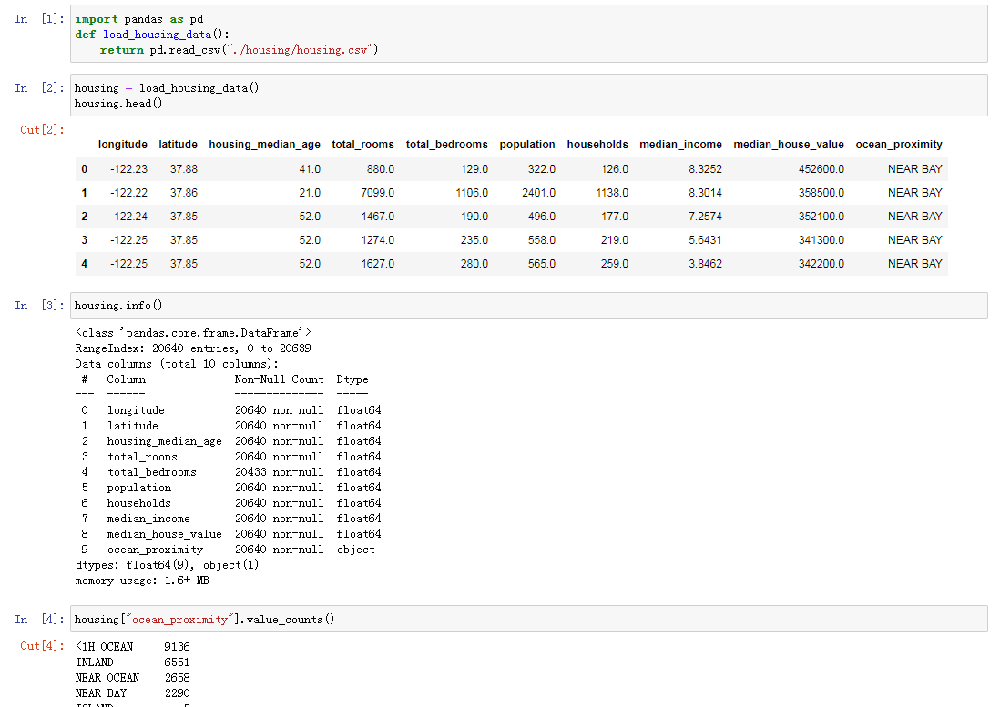 In [1]: import pandas as pd
def load_housing_data():
    return pd.read_csv("./housing/housing.csv")
In [2]: housing = load_housing_data()
housing.head()
Out[2]:
longitude latitude housing_median_age total_rooms total_bedrooms population households median_income median_house_value ocean_proximity
0 -122.23 37.88 41.0 880.0 129.0 322.0 126.0 8.3252 452600.0 NEAR BAY
1 -122.22 37.86 21.0 7099.0 1106.0 2401.0 1138.0 8.3014 358500.0 NEAR BAY
2 -122.24 37.85 52.0 1467.0 190.0 496.0 177.0 7.2574 352100.0 NEAR BAY
3 -122.25 37.85 52.0 1274.0 235.0 558.0 219.0 5.6431 341300.0 NEAR BAY
4 -122.25 37.85 52.0 1627.0 280.0 565.0 259.0 3.8462 342200.0 NEAR BAY
In [3]: housing.info()
<class 'pandas.core.frame.DataFrame'>
RangeIndex: 20640 entries, 0 to 20639
Data columns (total 10 columns):
 #   Column              Non-Null Count  Dtype
---  ------              --------------  -----
 0   longitude           20640 non-null  float64
 1   latitude            20640 non-null  float64
 2   housing_median_age  20640 non-null  float64
 3   total_rooms         20640 non-null  float64
 4   total_bedrooms      20433 non-null  float64
 5   population          20640 non-null  float64
 6   households          20640 non-null  float64
 7   median_income       20640 non-null  float64
 8   median_house_value  20640 non-null  float64
 9   ocean_proximity     20640 non-null  object
dtypes: float64(9), object(1)
memory usage: 1.6+ MB
In [4]: housing["ocean_proximity"].value_counts()
Out[4]: <1H OCEAN     9136
INLAND        6551
NEAR OCEAN    2658
NEAR BAY      2290
ISLAND           5